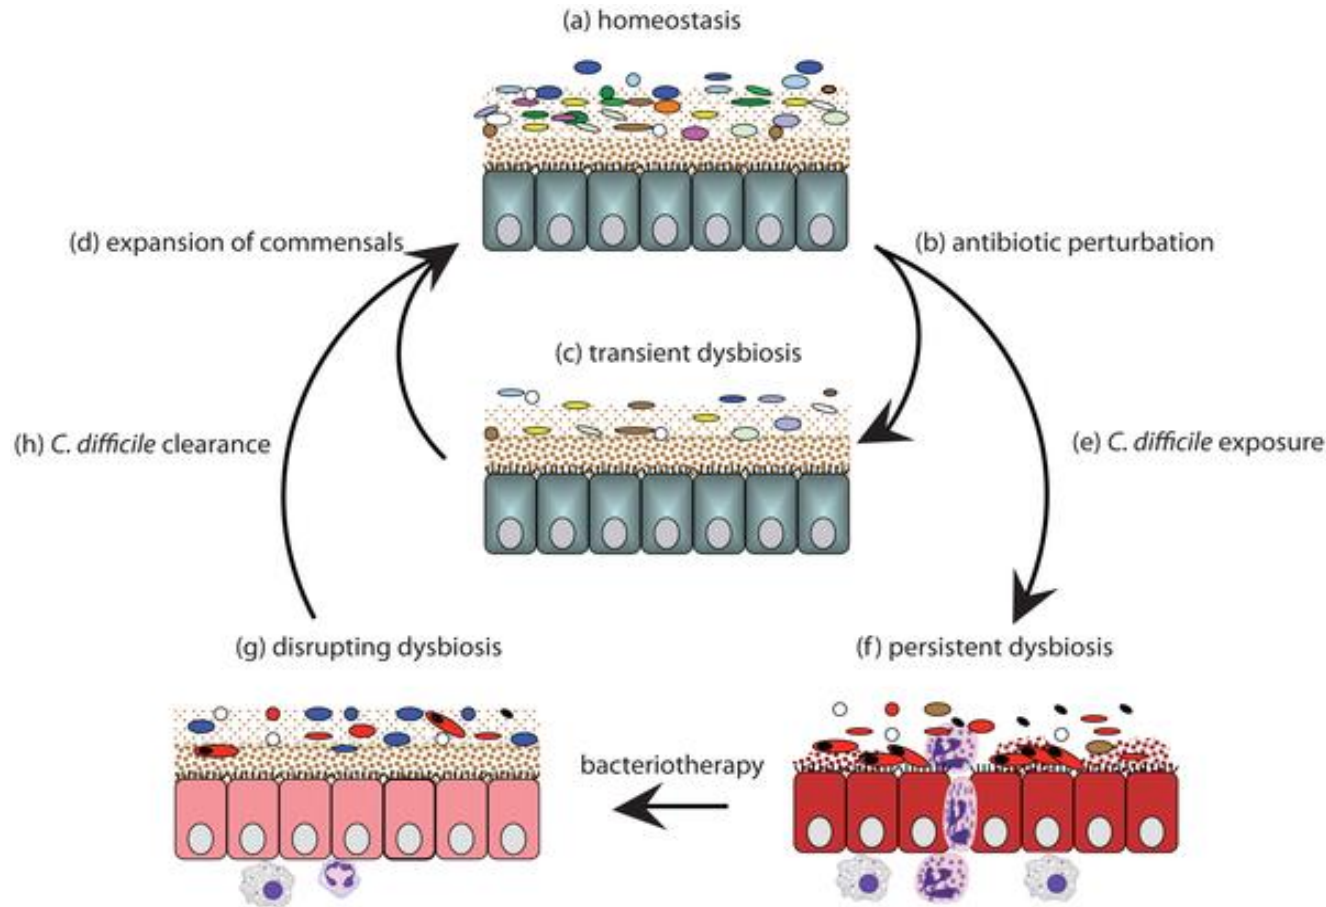 (a) homeostasis
(d) expansion of commensals
(b) antibiotic perturbation
(c) transient dysbiosis
(h) C. difficile clearance
(e) C. difficile exposure
(g) disrupting dysbiosis
(f) persistent dysbiosis
bacteriotherapy